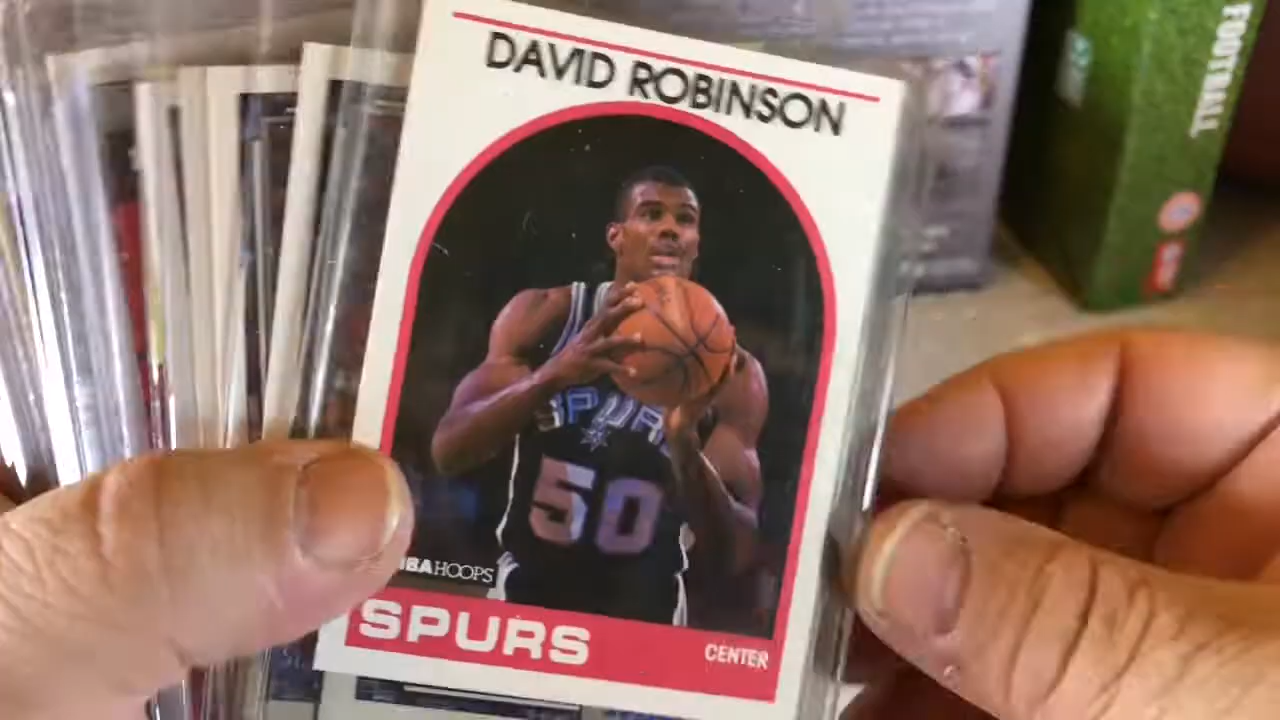 DAVID ROBINSON
SPURS
50
NBA HOOPS
SPURS
CENTER
FOOTBALL